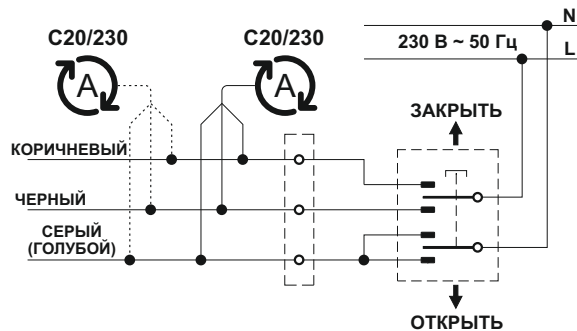 N
C20/230
C20/230
230 В ~ 50 Гц
L
A
A
ЗАКРЫТЬ
КОРИЧНЕВЫЙ
ЧЕРНЫЙ
СЕРЫЙ
(ГОЛУБОЙ)
ОТКРЫТЬ